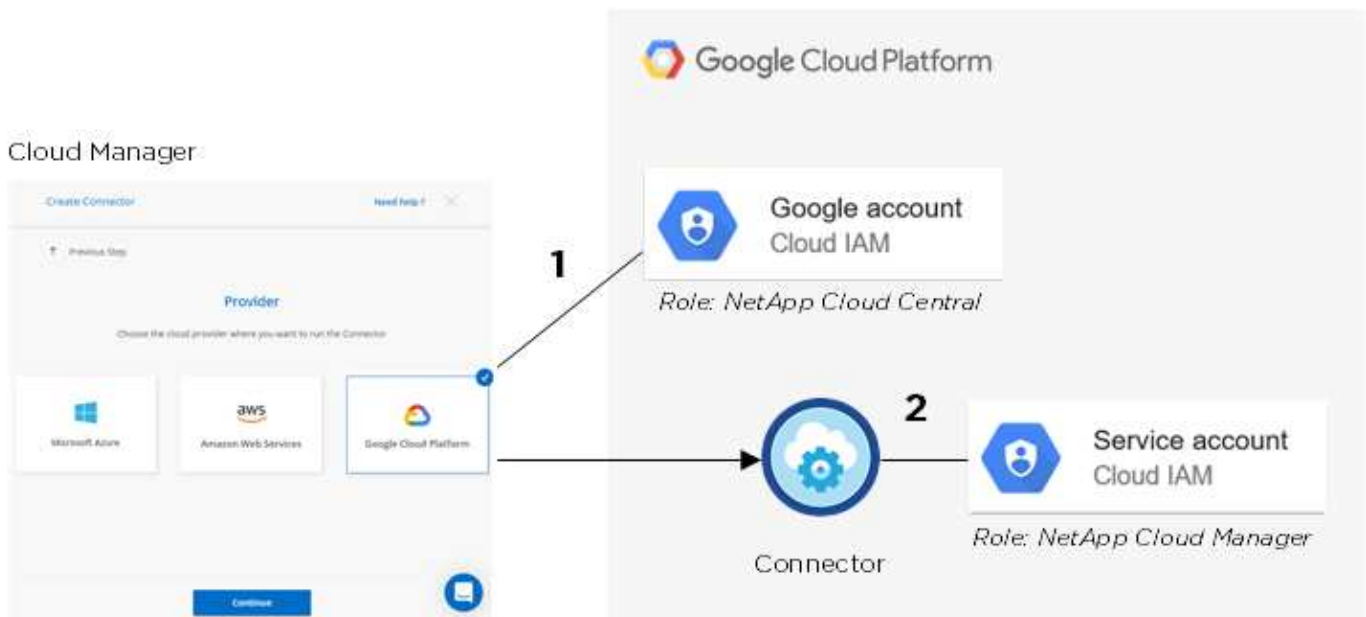 Google Cloud Platform
Cloud Manager
Create Connector
Need help ?
Previous Step
Provider
Choose the cloud provider where you want to run the Connector
Microsoft Azure
aws
Amazon Web Services
Google Cloud Platform
Continue
1
Google account
Cloud IAM
Role: NetApp Cloud Central
2
Connector
Service account
Cloud IAM
Role: NetApp Cloud Manager